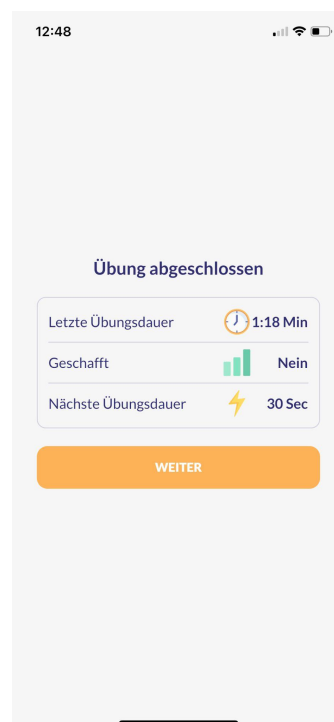 12:48
Übung abgeschlossen
Letzte Übungsdauer 1:18 Min
Geschafft Nein
Nächste Übungsdauer 30 Sec
WEITER